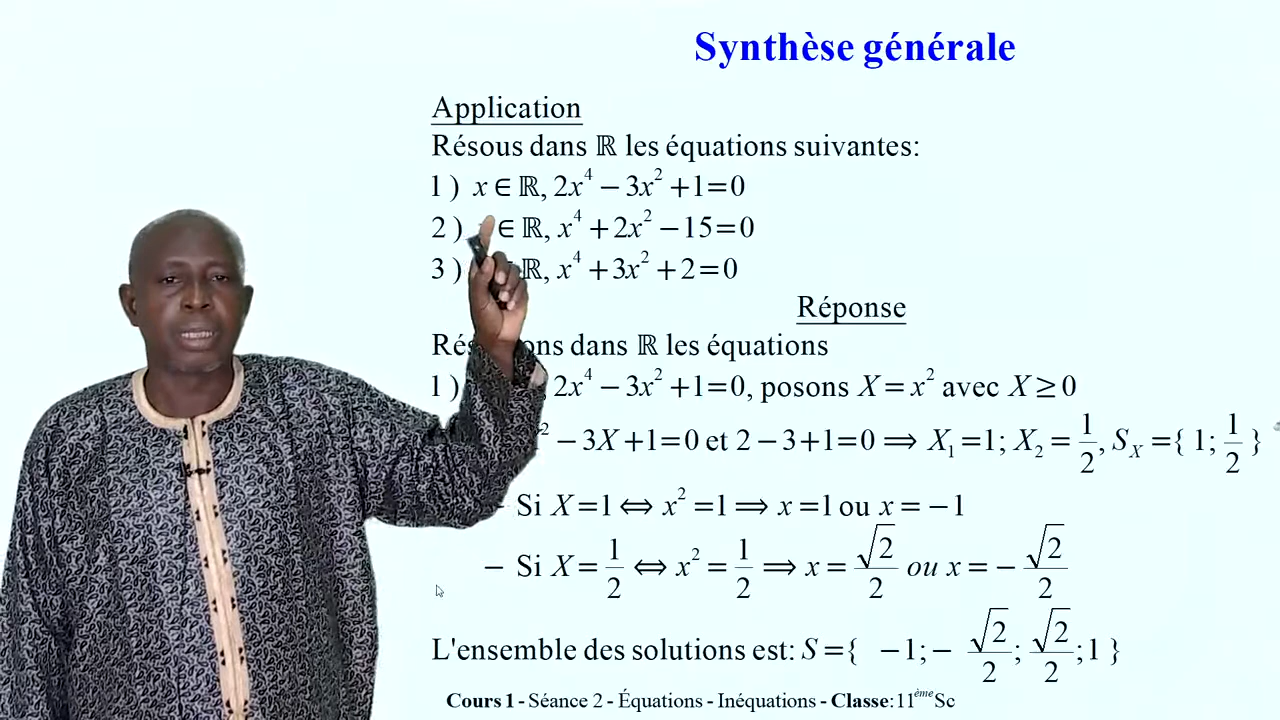 Synthèse générale
Application
Résous dans ℝ les équations suivantes:
1 ) x ∈ ℝ, 2x⁴ − 3x² +1=0
2 ) ∈ ℝ, x⁴ +2x² −15=0
3 ) ℝ, x⁴ +3x² +2=0
Réponse
dans ℝ les équations
1 ) 2x⁴ − 3x² +1=0, posons X = x² avec X ≥ 0
² − 3X +1=0 et 2 − 3+1=0 ⟹ X₁ =1; X₂ = 1/2, S_X ={ 1; 1/2 }
− Si X =1 ⟺ x² =1 ⟹ x =1 ou x = −1
− Si X = 1/2 ⟺ x² = 1/2 ⟹ x = √2/2 ou x = − √2/2
L'ensemble des solutions est: S ={ −1; − √2/2 ; √2/2 ;1 }
Cours 1 - Séance 2 - Équations - Inéquations - Classe: 11ème Sc